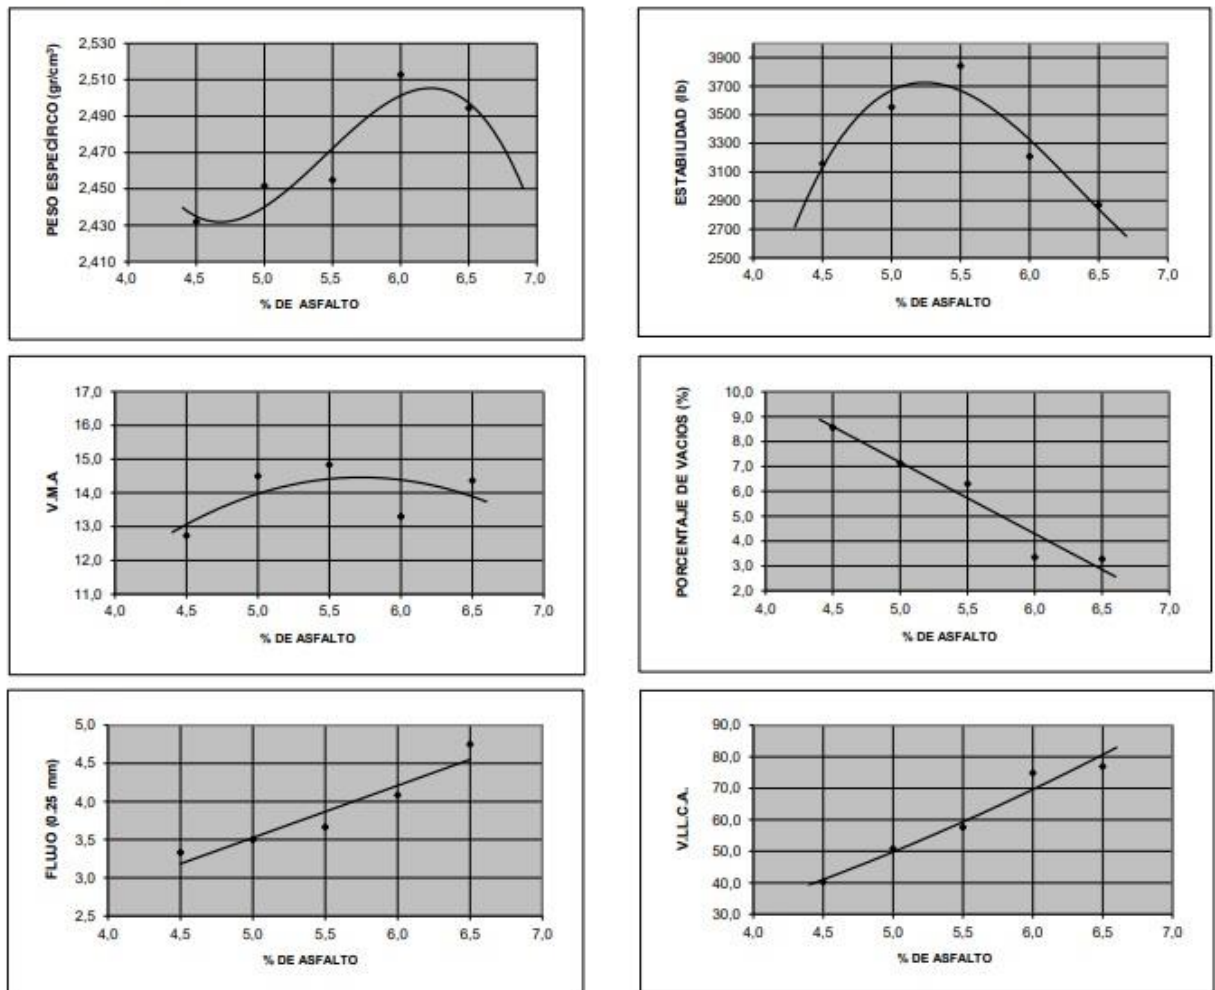 PESO ESPECÍFICO (gr/cm³)
2,530
2,510
2,490
2,470
2,450
2,430
2,410
4,0 4,5 5,0 5,5 6,0 6,5 7,0
% DE ASFALTO
ESTABILIDAD (lb)
3900
3700
3500
3300
3100
2900
2700
2500
4,0 4,5 5,0 5,5 6,0 6,5 7,0
% DE ASFALTO
V.M.A
17,0
16,0
15,0
14,0
13,0
12,0
11,0
4,0 4,5 5,0 5,5 6,0 6,5 7,0
% DE ASFALTO
PORCENTAJE DE VACIOS (%)
10,0
9,0
8,0
7,0
6,0
5,0
4,0
3,0
2,0
4,0 4,5 5,0 5,5 6,0 6,5 7,0
% DE ASFALTO
FLUJO (0.25 mm)
5,0
4,5
4,0
3,5
3,0
2,5
4,0 4,5 5,0 5,5 6,0 6,5 7,0
% DE ASFALTO
V.LL.C.A.
90,0
80,0
70,0
60,0
50,0
40,0
30,0
4,0 4,5 5,0 5,5 6,0 6,5 7,0
% DE ASFALTO